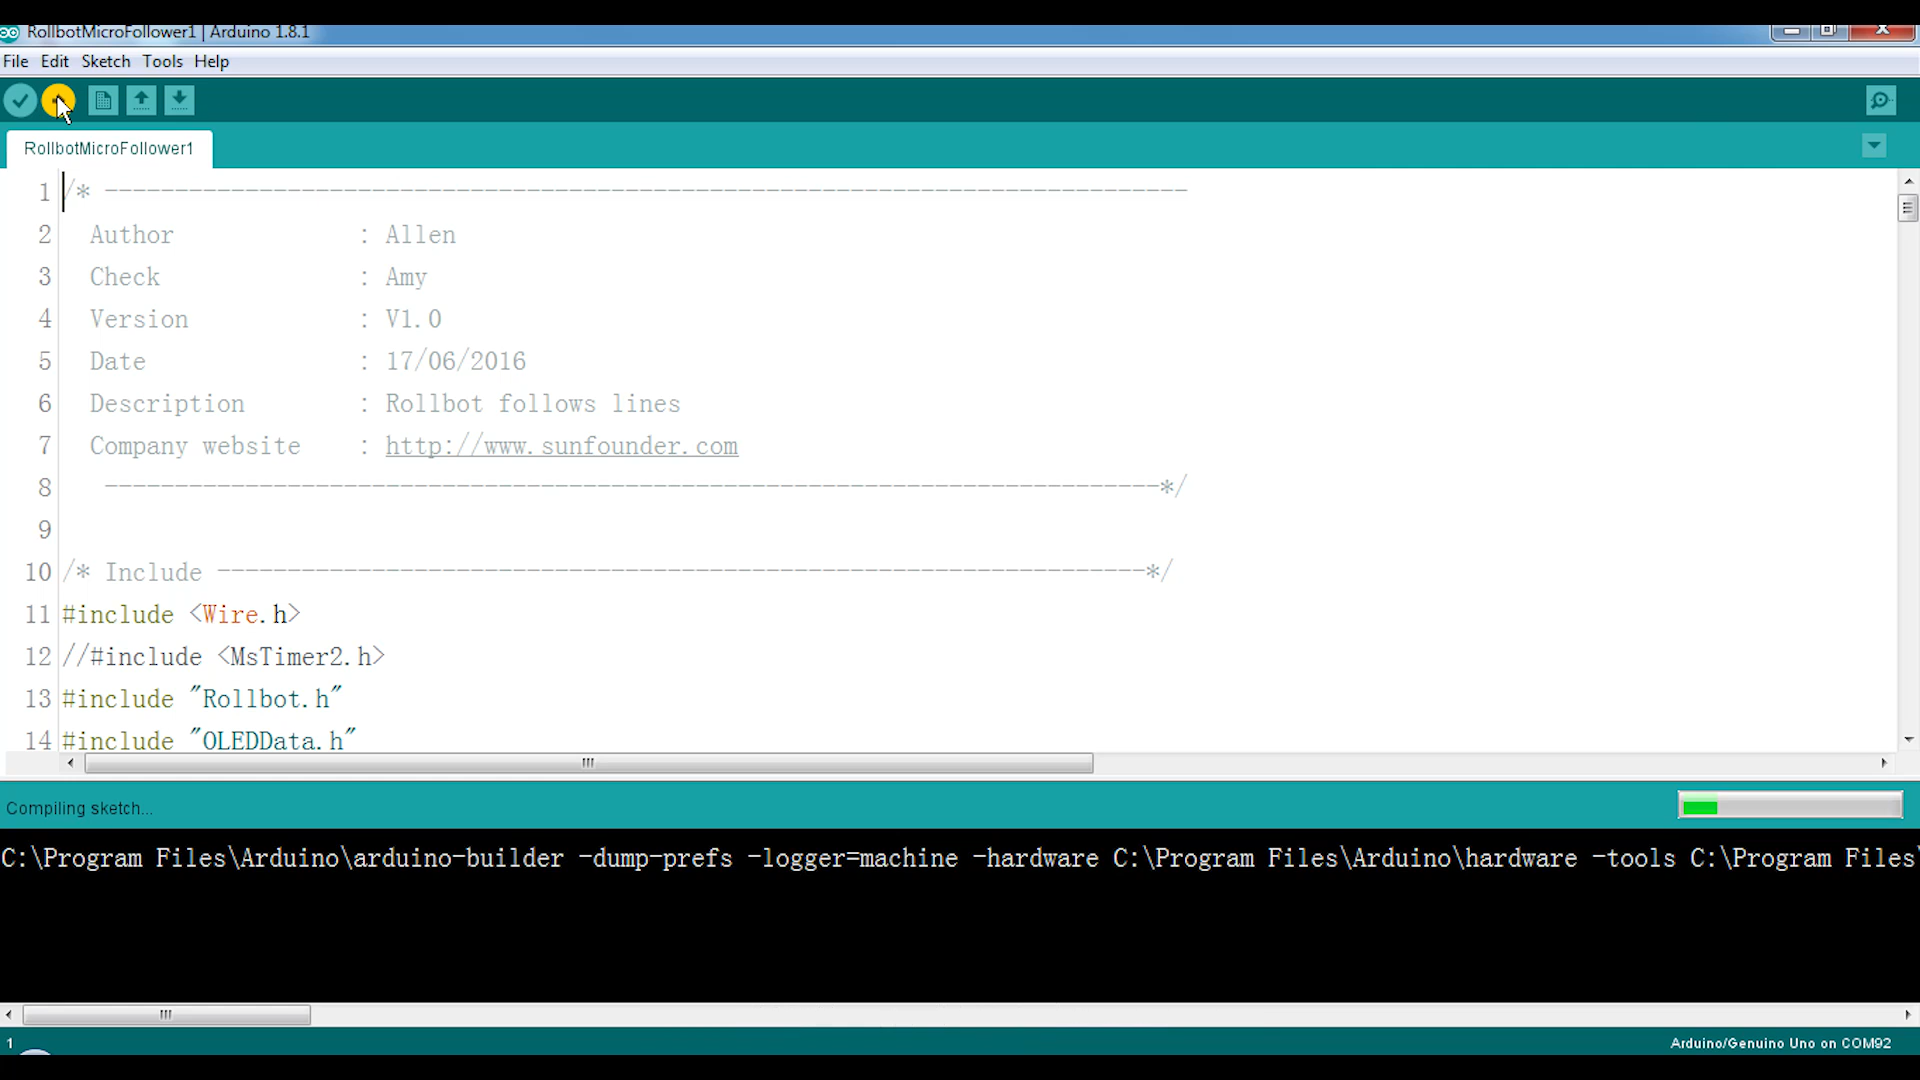 RollbotMicroFollower1 | Arduino 1.8.1
File Edit Sketch Tools Help
RollbotMicroFollower1
1 /* -----------------------------------------------------------------------------
2 Author : Allen
3 Check : Amy
4 Version : V1.0
5 Date : 17/06/2016
6 Description : Rollbot follows lines
7 Company website : http://www.sunfounder.com
8 ---------------------------------------------------------------------------*/
9
10 /* Include ------------------------------------------------------------------*/
11 #include <Wire.h>
12 //#include <MsTimer2.h>
13 #include "Rollbot.h"
14 #include "OLEDData.h"
Compiling sketch...
C:\Program Files\Arduino\arduino-builder -dump-prefs -logger=machine -hardware C:\Program Files\Arduino\hardware -tools C:\Program Files\
1
Arduino/Genuino Uno on COM92